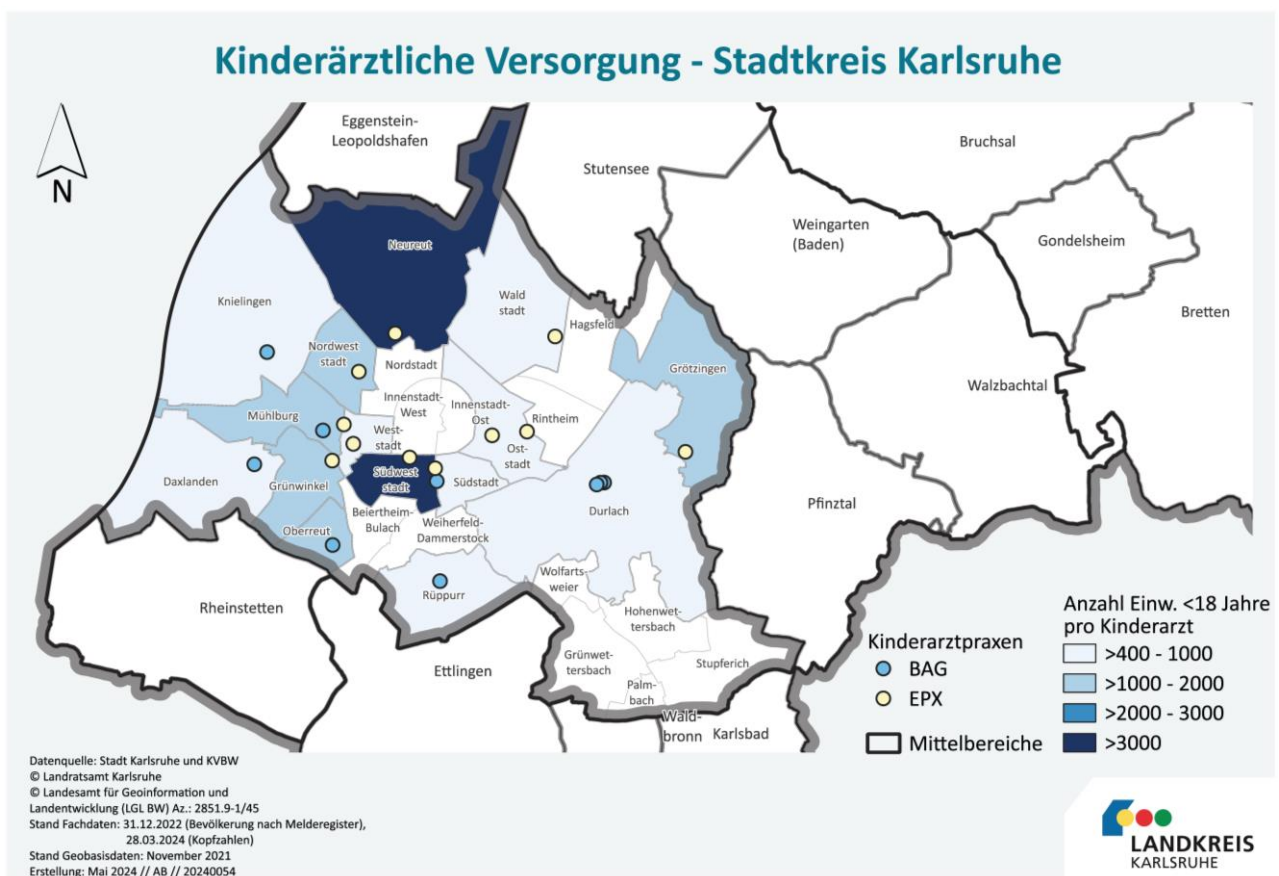 Kinderärztliche Versorgung - Stadtkreis Karlsruhe
N
Eggenstein-
Leopoldshafen
Stutensee
Bruchsal
Weingarten
(Baden)
Gondelsheim
Bretten
Walzbachtal
Pfinztal
Neureut
Knielingen
Wald
stadt
Hagsfeld
Nordwest
stadt
Nordstadt
Grötzingen
Innenstadt-
West
Mühlburg
Innenstadt-
Ost
Rintheim
West-
stadt
Ost-
stadt
Daxlanden
Grünwinkel
Südwest
stadt
Südstadt
Durlach
Beiertheim-
Bulach
Weiherfeld-
Dammerstock
Oberreut
Rüppurr
Wolfarts-
weier
Hohenwet-
tersbach
Grünwet-
tersbach
Stupferich
Palm-
bach
Rheinstetten
Ettlingen
Wald-
bronn
Karlsbad
Kinderarztpraxen
BAG
EPX
Mittelbereiche
Anzahl Einw. <18 Jahre
pro Kinderarzt
>400 - 1000
>1000 - 2000
>2000 - 3000
>3000
Datenquelle: Stadt Karlsruhe und KVBW
© Landratsamt Karlsruhe
© Landesamt für Geoinformation und
Landentwicklung (LGL BW) Az.: 2851.9-1/45
Stand Fachdaten: 31.12.2022 (Bevölkerung nach Melderegister),
28.03.2024 (Kopfzahlen)
Stand Geobasisdaten: November 2021
Erstellung: Mai 2024 // AB // 20240054
LANDKREIS
KARLSRUHE